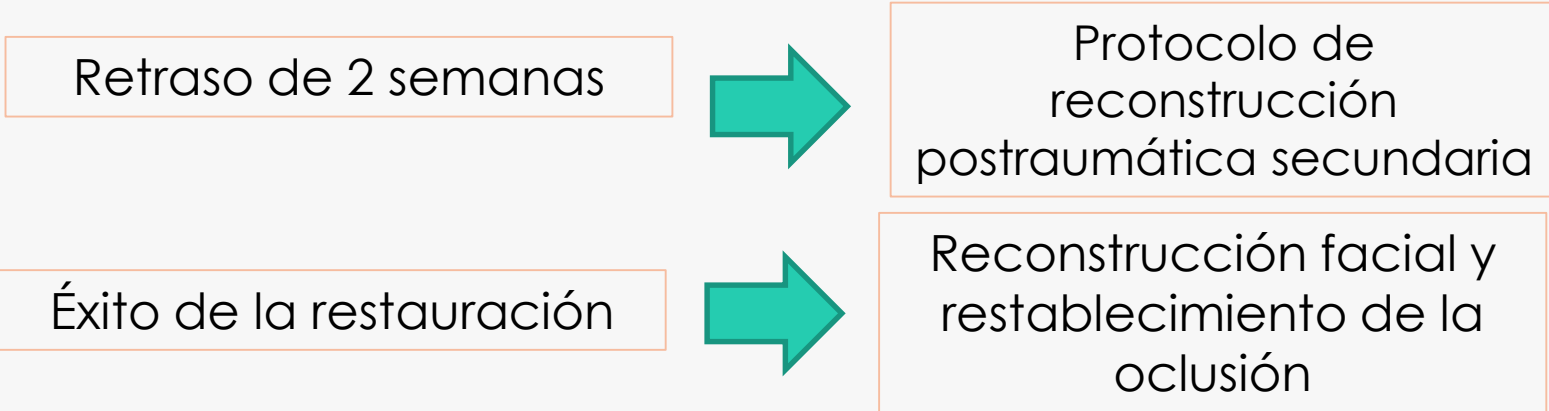 Retraso de 2 semanas
Protocolo de
reconstrucción
postraumática secundaria
Éxito de la restauración
Reconstrucción facial y
restablecimiento de la
oclusión